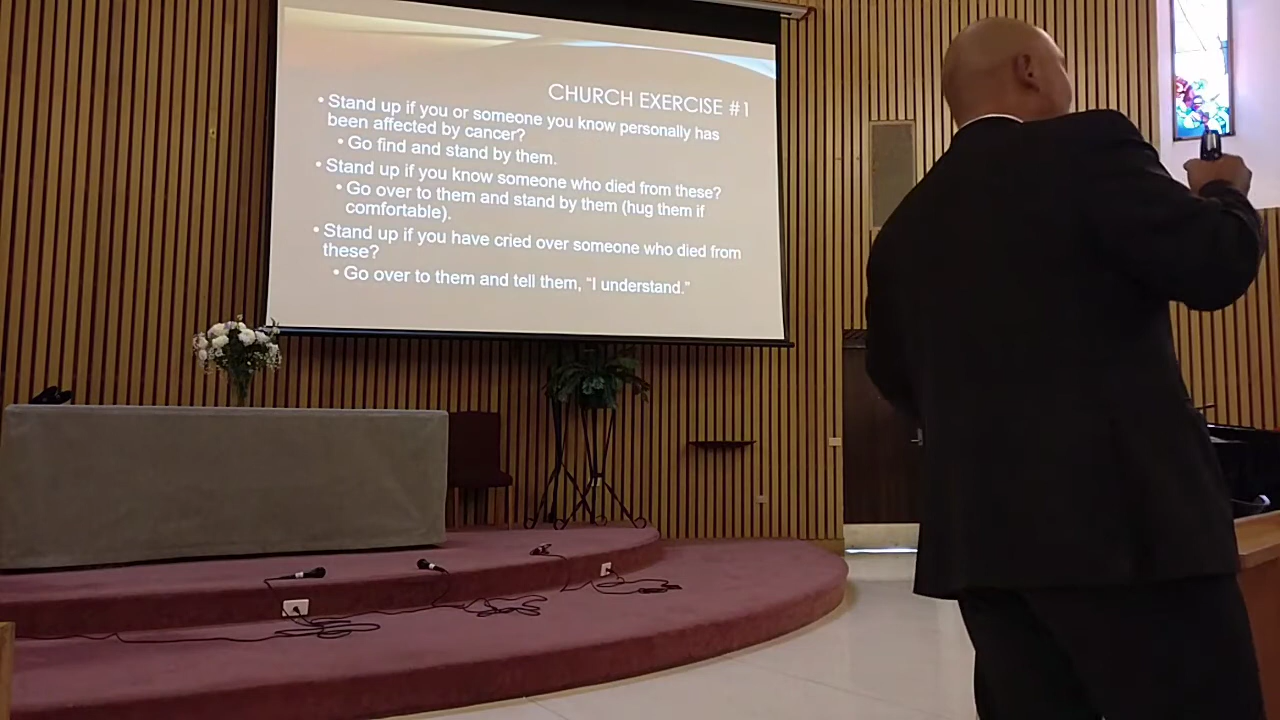 CHURCH EXERCISE #1
• Stand up if you or someone you know personally has
been affected by cancer?
• Go find and stand by them.
• Stand up if you know someone who died from these?
• Go over to them and stand by them (hug them if
comfortable).
• Stand up if you have cried over someone who died from
these?
• Go over to them and tell them, “I understand.”